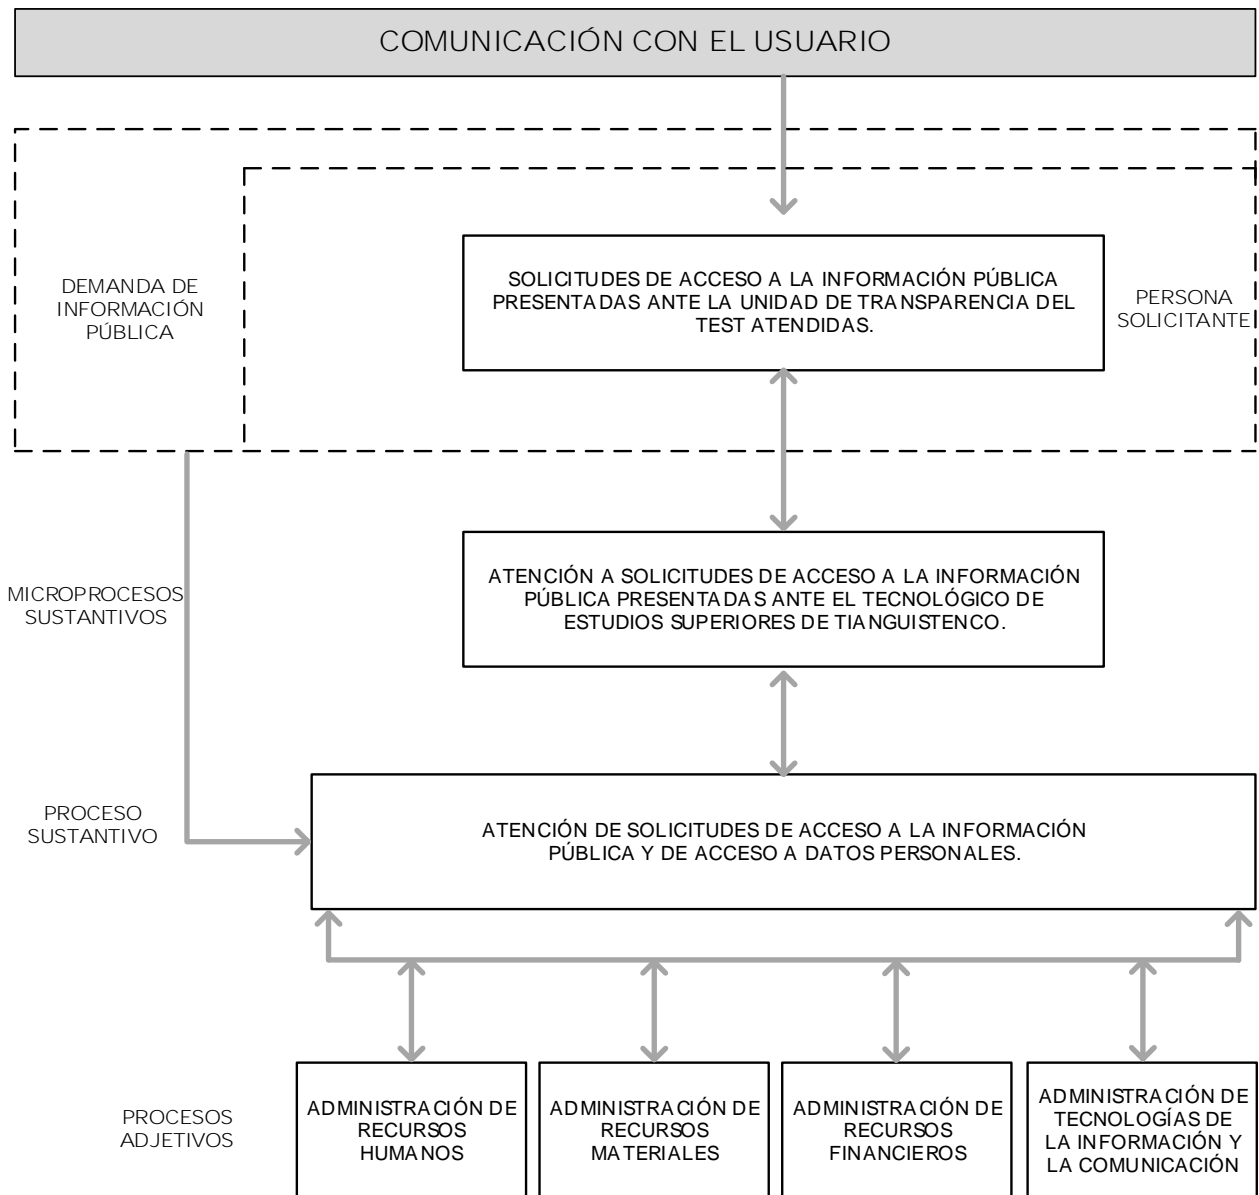 COMUNICACIÓN CON EL USUARIO
DEMANDA DE
INFORMACIÓN
PÚBLICA
SOLICITUDES DE ACCESO A LA INFORMACIÓN PÚBLICA
PRESENTADAS ANTE LA UNIDAD DE TRANSPARENCIA DEL
TEST ATENDIDAS.
PERSONA
SOLICITANTE
MICROPROCESOS
SUSTANTIVOS
ATENCIÓN A SOLICITUDES DE ACCESO A LA INFORMACIÓN
PÚBLICA PRESENTADAS ANTE EL TECNOLÓGICO DE
ESTUDIOS SUPERIORES DE TIANGUISTENCO.
PROCESO
SUSTANTIVO
ATENCIÓN DE SOLICITUDES DE ACCESO A LA INFORMACIÓN
PÚBLICA Y DE ACCESO A DATOS PERSONALES.
PROCESOS
ADJETIVOS
ADMINISTRACIÓN DE
RECURSOS
HUMANOS
ADMINISTRACIÓN DE
RECURSOS
MATERIALES
ADMINISTRACIÓN DE
RECURSOS
FINANCIEROS
ADMINISTRACIÓN DE
TECNOLOGÍAS DE
LA INFORMACIÓN Y
LA COMUNICACIÓN